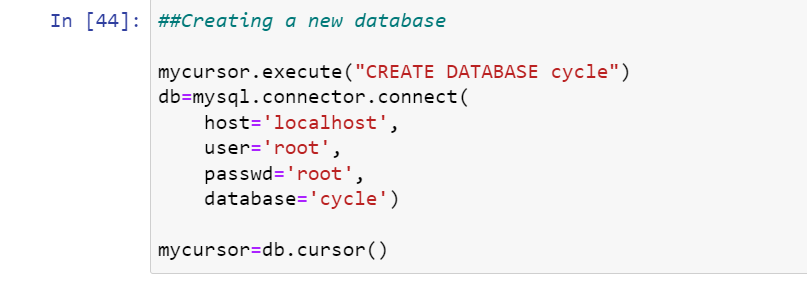 In [44]: ##Creating a new database
mycursor.execute("CREATE DATABASE cycle")
db=mysql.connector.connect(
    host='localhost',
    user='root',
    passwd='root',
    database='cycle')
mycursor=db.cursor()